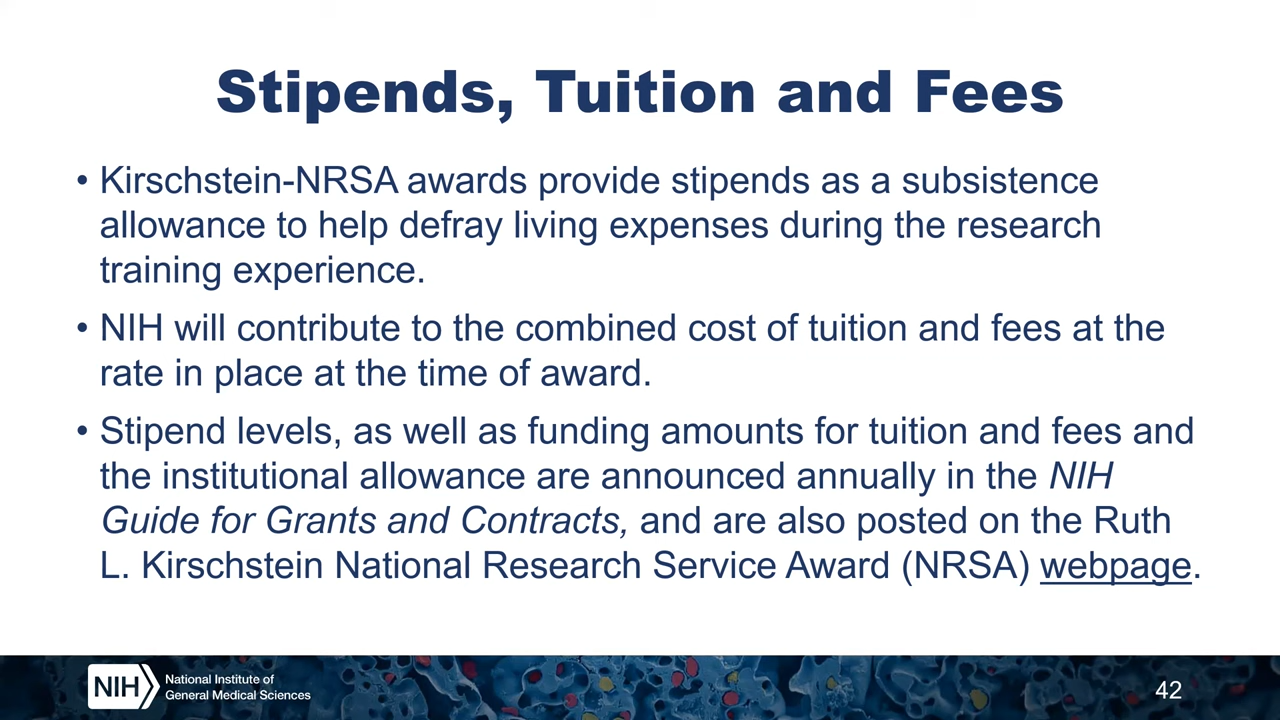 Stipends, Tuition and Fees
• Kirschstein-NRSA awards provide stipends as a subsistence
allowance to help defray living expenses during the research
training experience.
• NIH will contribute to the combined cost of tuition and fees at the
rate in place at the time of award.
• Stipend levels, as well as funding amounts for tuition and fees and
the institutional allowance are announced annually in the NIH
Guide for Grants and Contracts, and are also posted on the Ruth
L. Kirschstein National Research Service Award (NRSA) webpage.
NIH
National Institute of
General Medical Sciences
42